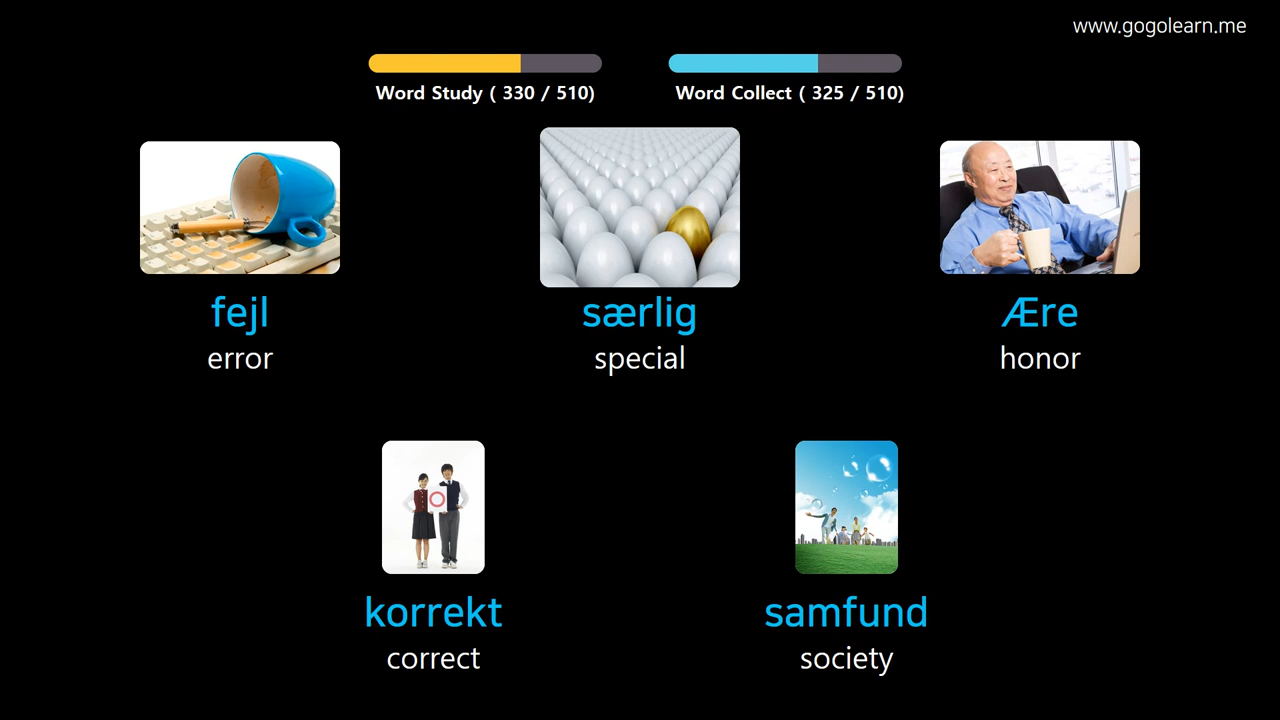 www.gogolearn.me
Word Study ( 330 / 510)
Word Collect ( 325 / 510)
fejl
særlig
Ære
error
special
honor
korrekt
samfund
correct
society